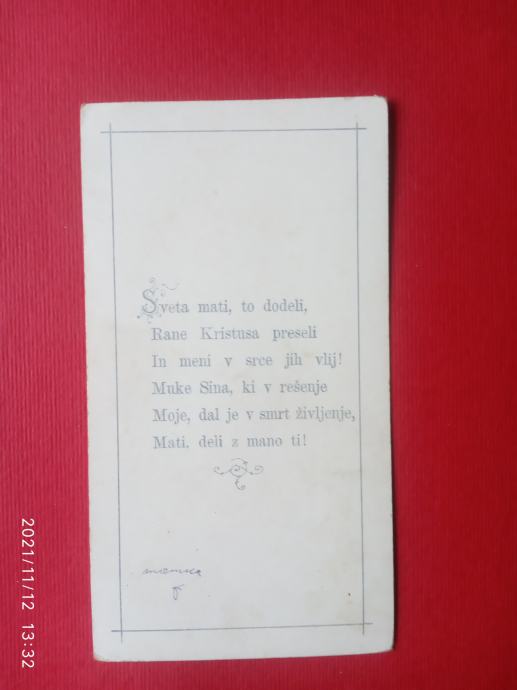 Sveta mati, to dodeli,
Rane Kristusa preseli
In meni v srce jih vlij!
Muke Sina, ki v rešenje
Moje, dal je v smrt življenje,
Mati. deli z mano ti!
2021/11/12 13:32